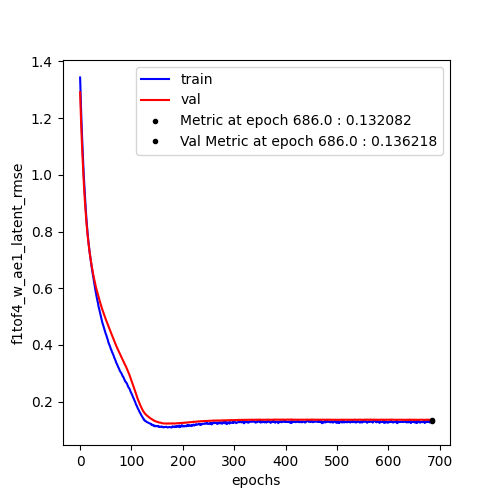 train
val
Metric at epoch 686.0 : 0.132082
Val Metric at epoch 686.0 : 0.136218
f1tof4_w_ae1_latent_rmse
1.4
1.2
1.0
0.8
0.6
0.4
0.2
0 100 200 300 400 500 600 700
epochs